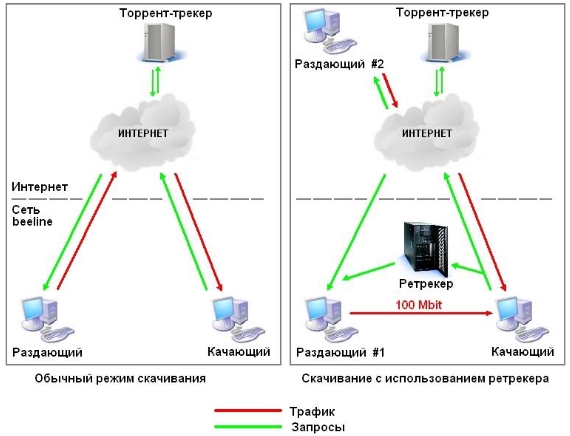 Торрент-трекер
ИНТЕРНЕТ
Интернет
Сеть
beeline
Раздающий
Качающий
Обычный режим скачивания
Торрент-трекер
Раздающий #2
ИНТЕРНЕТ
Ретрекер
100 Mbit
Раздающий #1
Качающий
Скачивание с использованием ретрекера
Трафик
Запросы